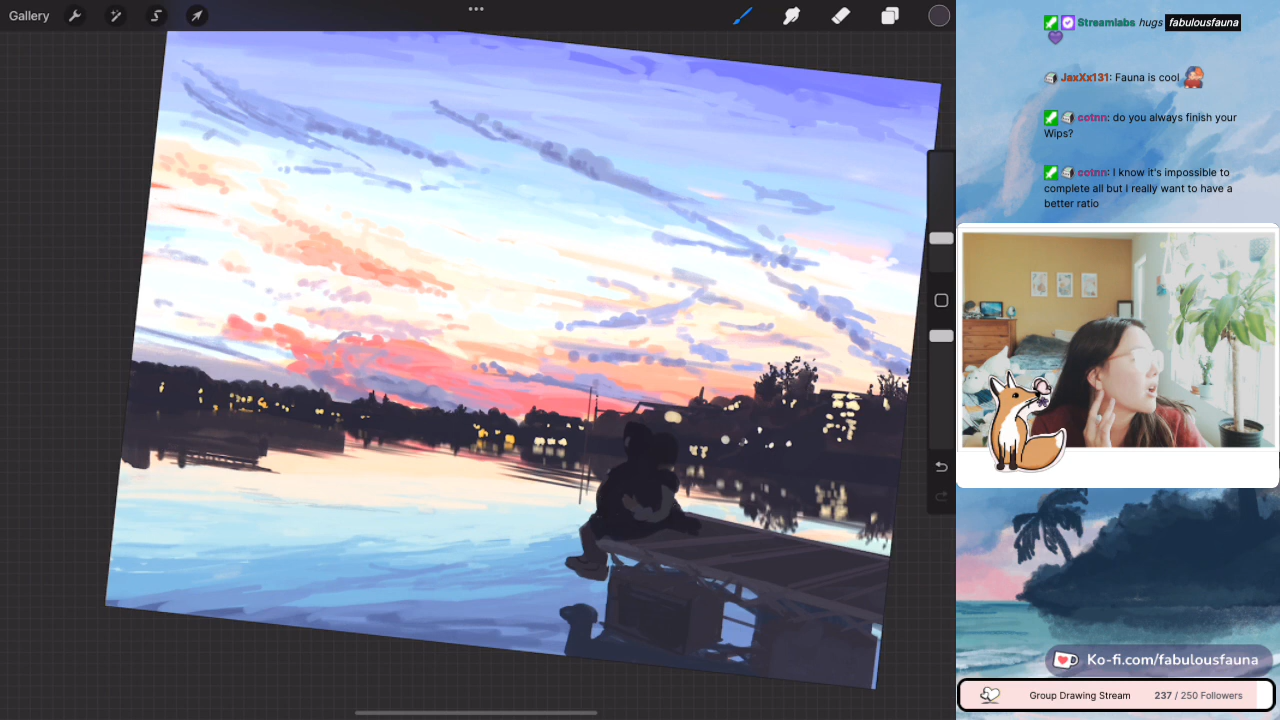 Gallery
Streamlabs hugs fabulousfauna
JaxXx131: Fauna is cool
cotnn: do you always finish your
Wips?
cotnn: I know it's impossible to
complete all but I really want to have a
better ratio
Ko-fi.com/fabulousfauna
Group Drawing Stream 237 / 250 Followers